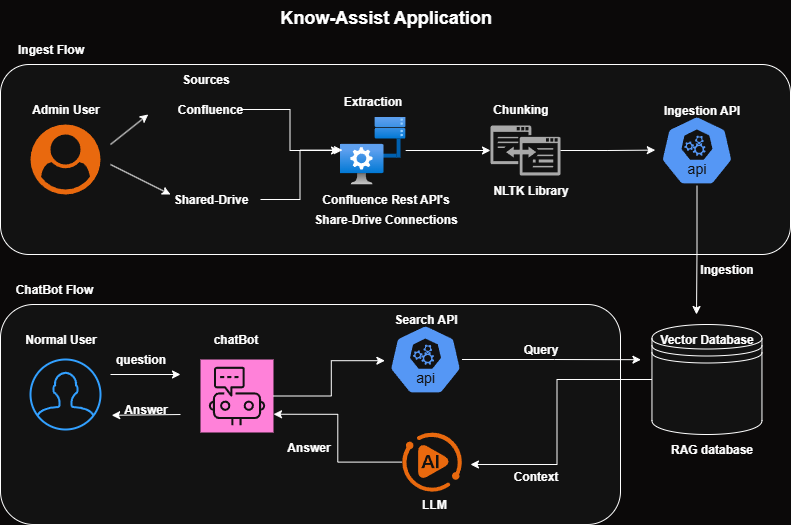 Know-Assist Application
Ingest Flow
Sources
Admin User
Confluence
Shared-Drive
Extraction
Confluence Rest API's
Share-Drive Connections
Chunking
NLTK Library
Ingestion API
api
Ingestion
ChatBot Flow
Normal User
question
Answer
chatBot
Search API
api
Query
Vector Database
RAG database
Context
AI
LLM
Answer